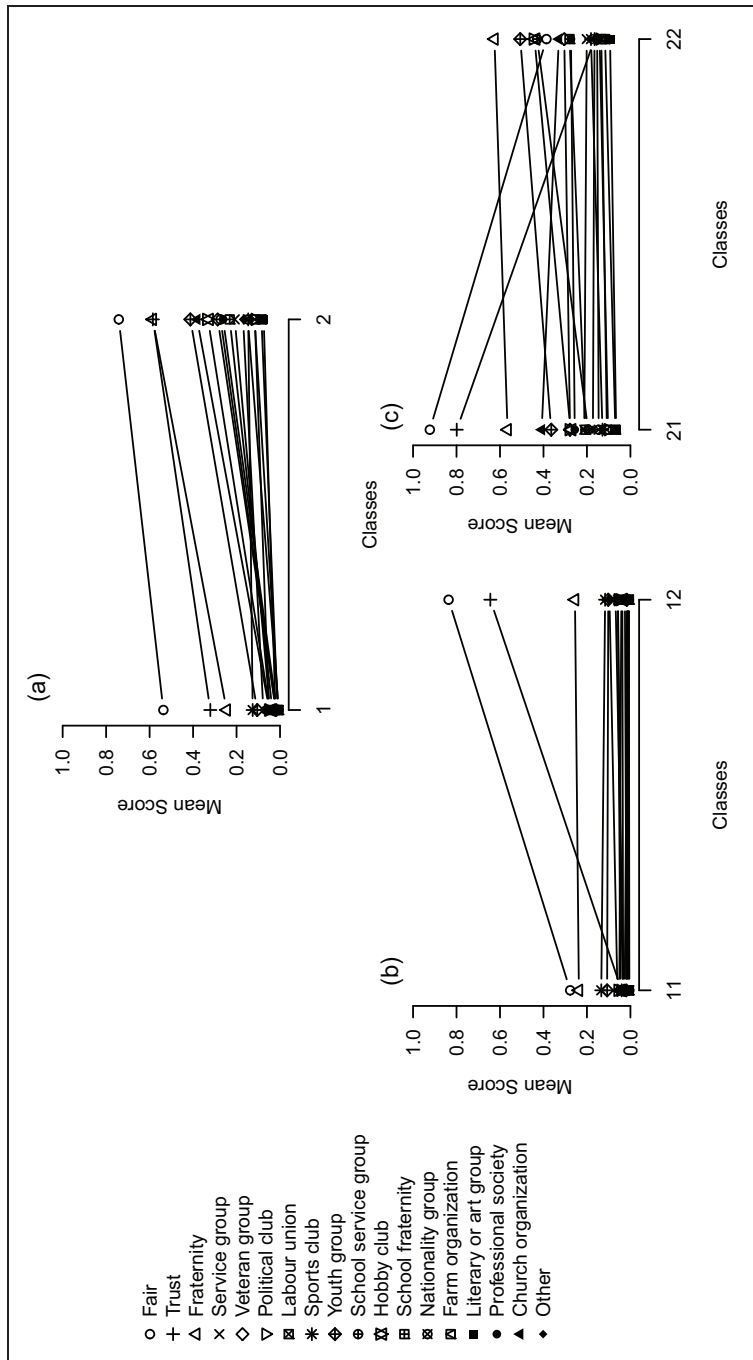 Fair
Trust
Fraternity
Service group
Veteran group
Political club
Labour union
Sports club
Youth group
School service group
Hobby club
School fraternity
Nationality group
Farm organization
Literary or art group
Professional society
Church organization
Other
(a)
Mean Score
1.0
0.8
0.6
0.4
0.2
0.0
1
2
Classes
(b)
Mean Score
1.0
0.8
0.6
0.4
0.2
0.0
11
12
Classes
(c)
Mean Score
1.0
0.8
0.6
0.4
0.2
0.0
21
22
Classes